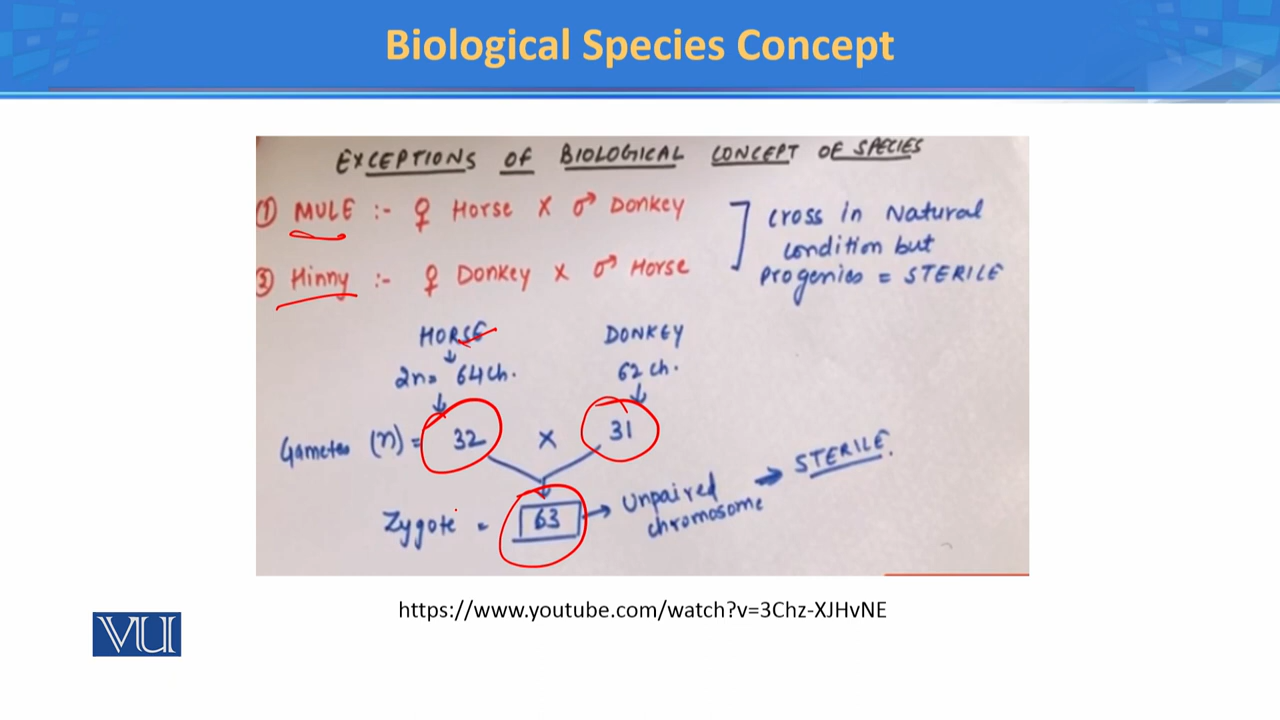 Biological Species Concept
EXCEPTIONS OF BIOLOGICAL CONCEPT OF SPECIES
① MULE :- ♀ Horse X ♂ Donkey
③ Hinny :- ♀ Donkey x ♂ Horse
] cross in Natural
condition but
Progenies = STERILE
HORSE
DONKEY
2n= 64 ch.
62 ch.
Gametes (n) = 32 X 31
Zygote = 63 → Unpaired
chromosome
→ STERILE.
https://www.youtube.com/watch?v=3Chz-XJHvNE
VU